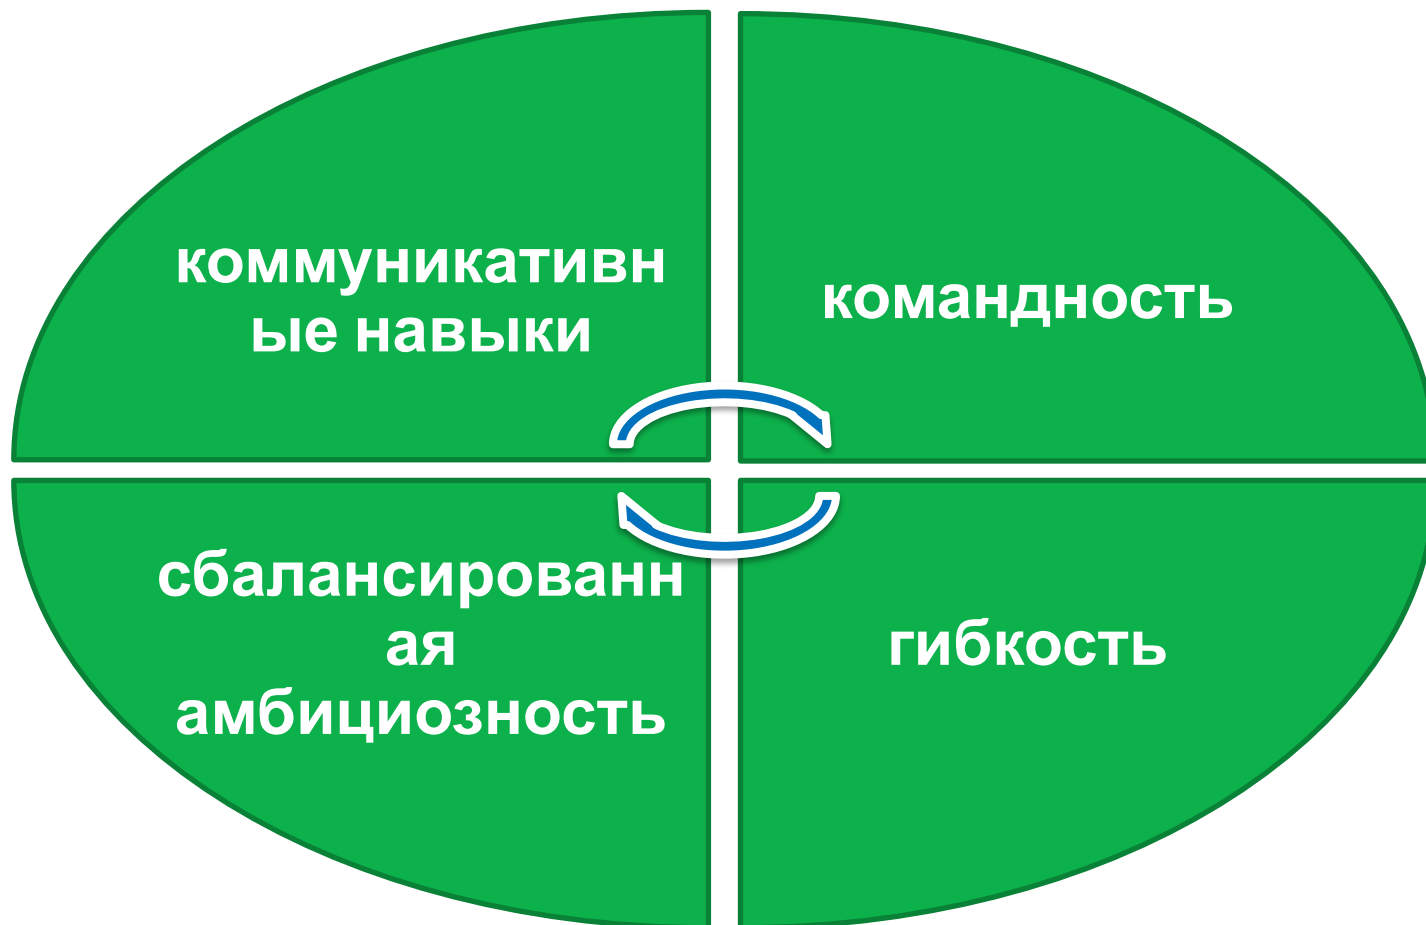 коммуникативн
ые навыки
командность
сбалансированн
ая
амбициозность
гибкость